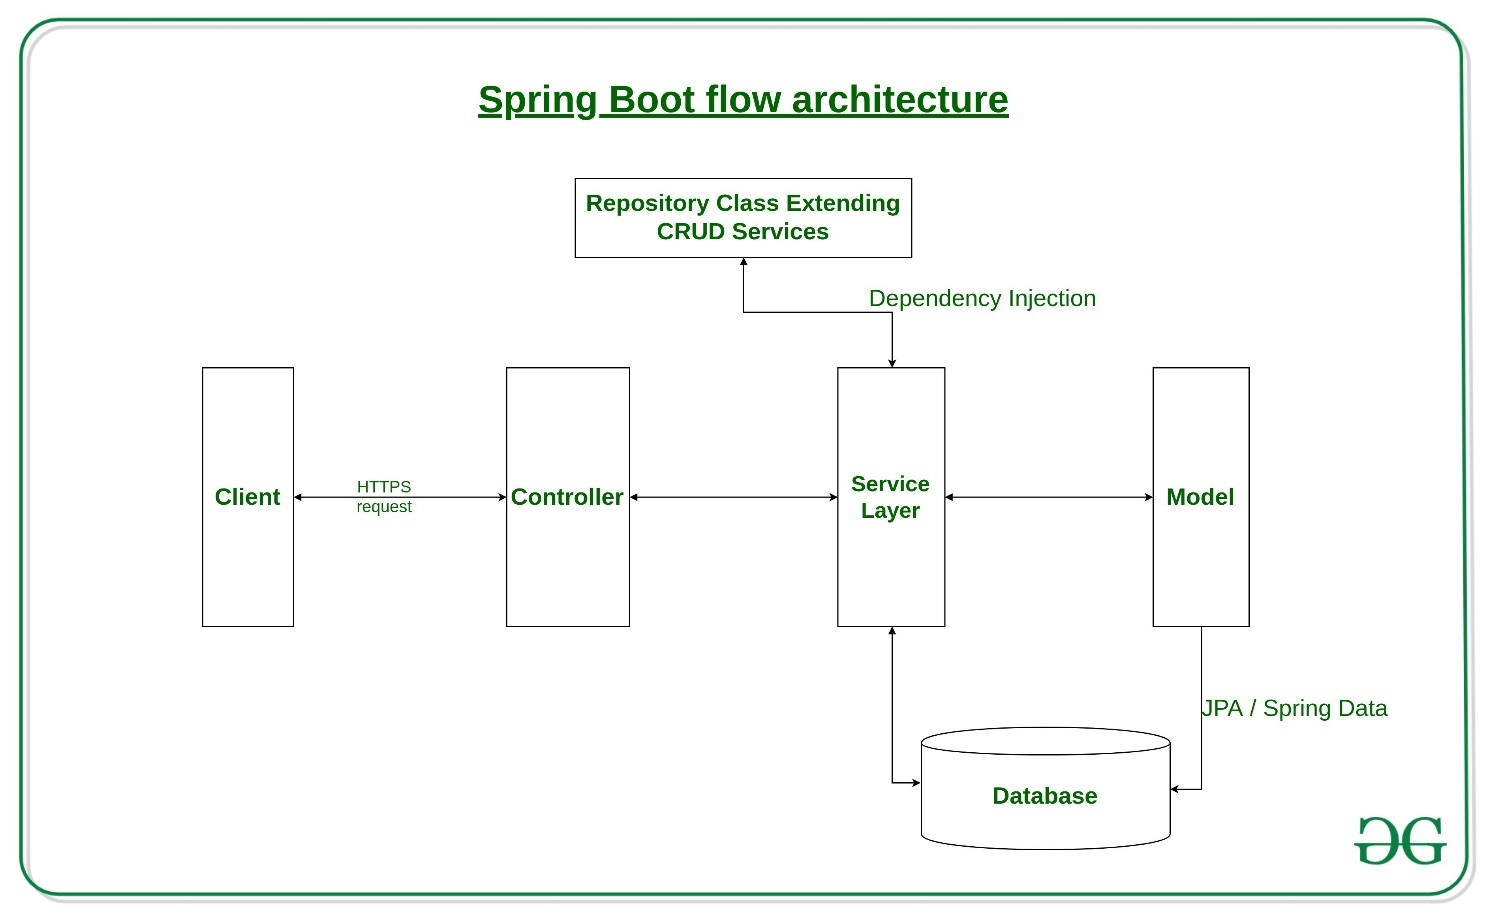 Spring Boot flow architecture
Repository Class Extending
CRUD Services
Dependency Injection
Client
HTTPS
request
Controller
Service
Layer
Model
JPA / Spring Data
Database